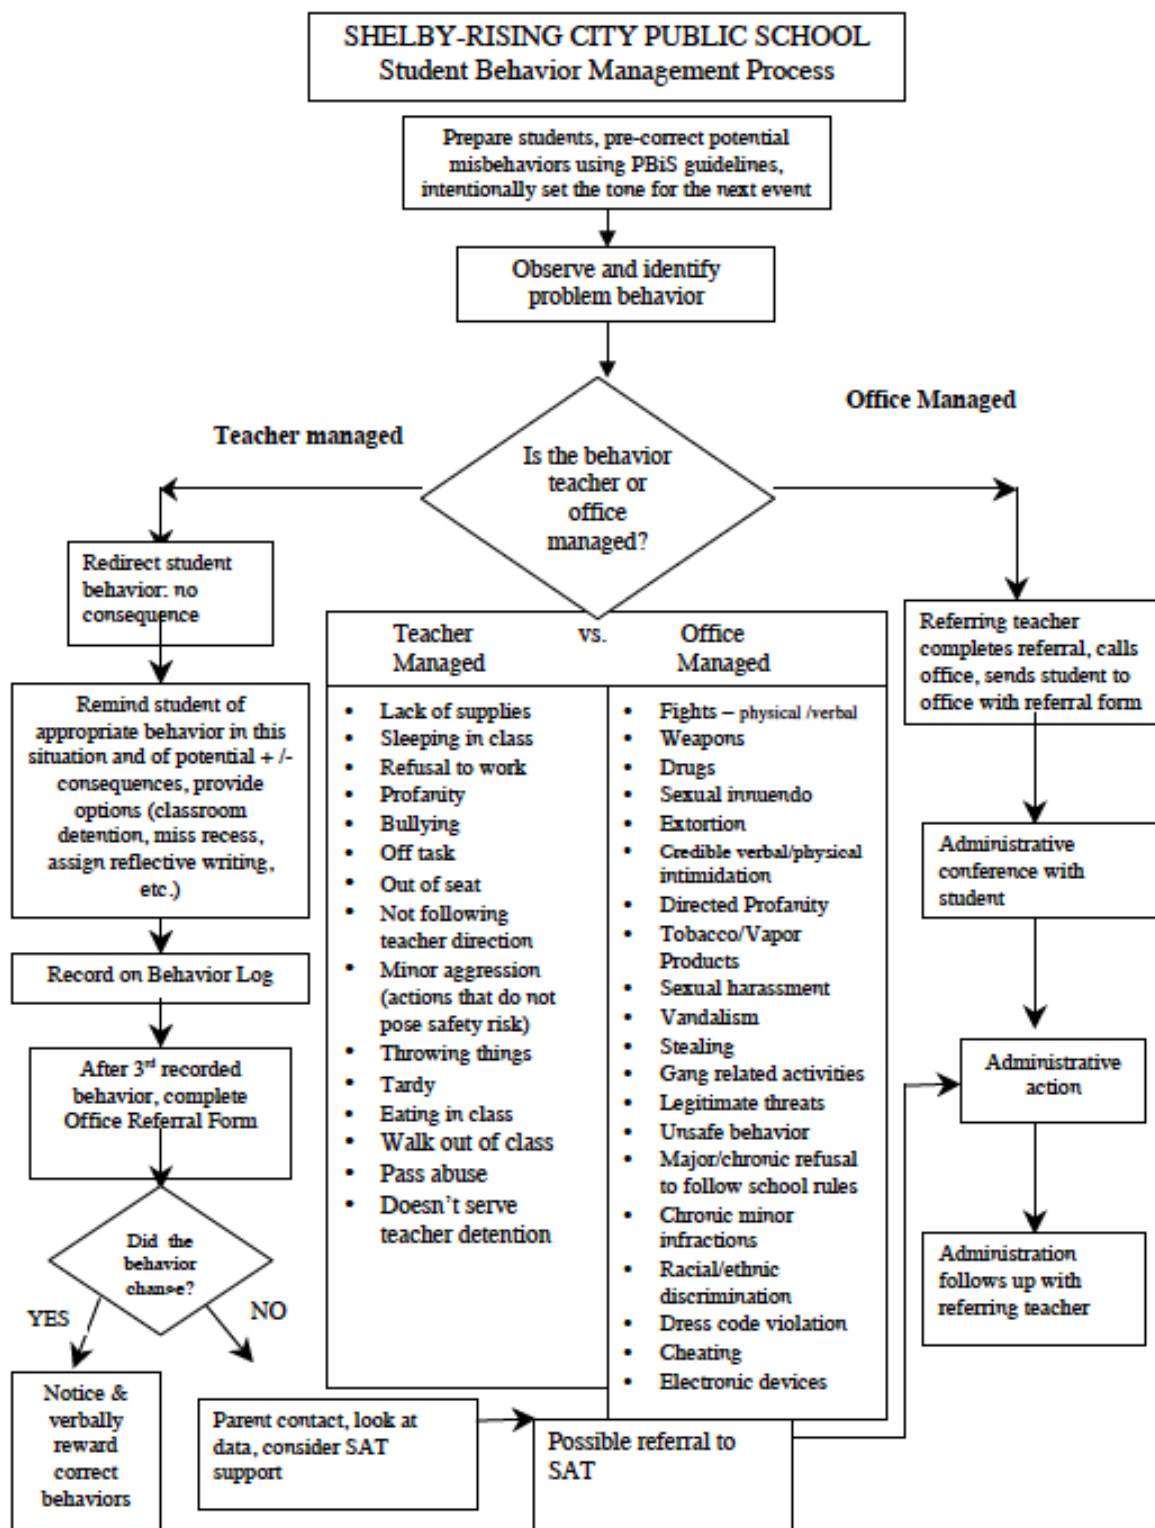 SHELBY-RISING CITY PUBLIC SCHOOL
Student Behavior Management Process
Prepare students, pre-correct potential
misbehaviors using PBiS guidelines,
intentionally set the tone for the next event
Observe and identify
problem behavior
Teacher managed
Office Managed
Is the behavior
teacher or
office
managed?
Redirect student
behavior: no
consequence
Remind student of
appropriate behavior in this
situation and of potential + /-
consequences, provide
options (classroom
detention, miss recess,
assign reflective writing,
etc.)
Record on Behavior Log
After 3rd recorded
behavior, complete
Office Referral Form
Did the
behavior
change?
YES
NO
Notice &
verbally
reward
correct
behaviors
Parent contact, look at
data, consider SAT
support
Possible referral to
SAT
Teacher vs. Office
Managed Managed
• Lack of supplies
• Sleeping in class
• Refusal to work
• Profanity
• Bullying
• Off task
• Out of seat
• Not following
teacher direction
• Minor aggression
(actions that do not
pose safety risk)
• Throwing things
• Tardy
• Eating in class
• Walk out of class
• Pass abuse
• Doesn't serve
teacher detention
• Fights – physical /verbal
• Weapons
• Drugs
• Sexual innuendo
• Extortion
• Credible verbal/physical
intimidation
• Directed Profanity
• Tobacco/Vapor
Products
• Sexual harassment
• Vandalism
• Stealing
• Gang related activities
• Legitimate threats
• Unsafe behavior
• Major/chronic refusal
to follow school rules
• Chronic minor
infractions
• Racial/ethnic
discrimination
• Dress code violation
• Cheating
• Electronic devices
Referring teacher
completes referral, calls
office, sends student to
office with referral form
Administrative
conference with
student
Administrative
action
Administration
follows up with
referring teacher